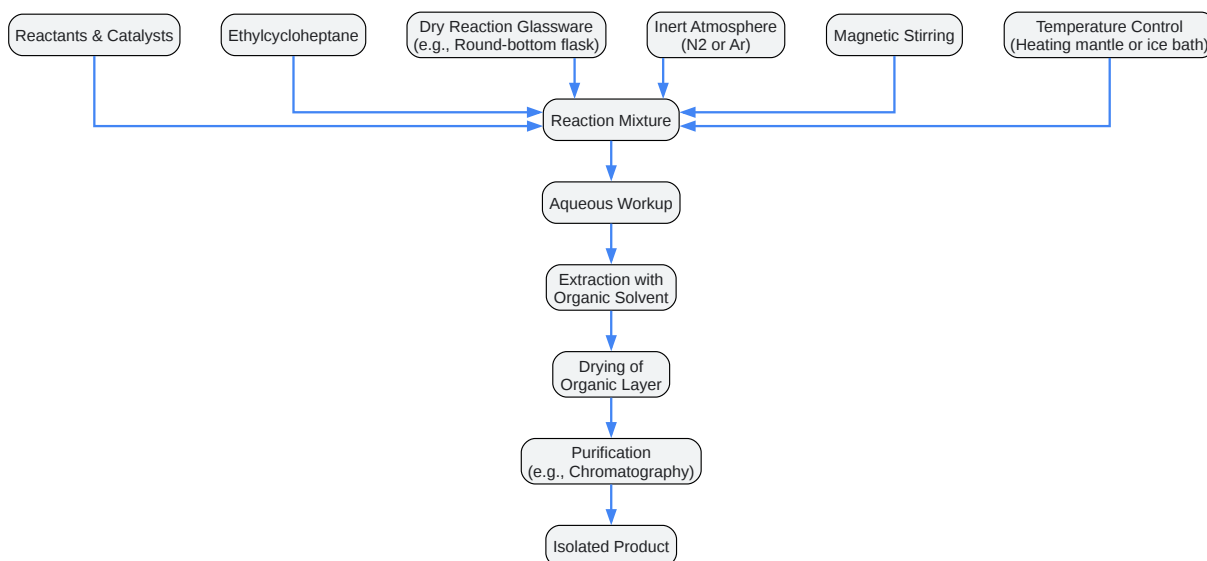 Reactants & Catalysts
Ethylcycloheptane
Dry Reaction Glassware
(e.g., Round-bottom flask)
Inert Atmosphere
(N2 or Ar)
Magnetic Stirring
Temperature Control
(Heating mantle or ice bath)
Reaction Mixture
Aqueous Workup
Extraction with
Organic Solvent
Drying of
Organic Layer
Purification
(e.g., Chromatography)
Isolated Product